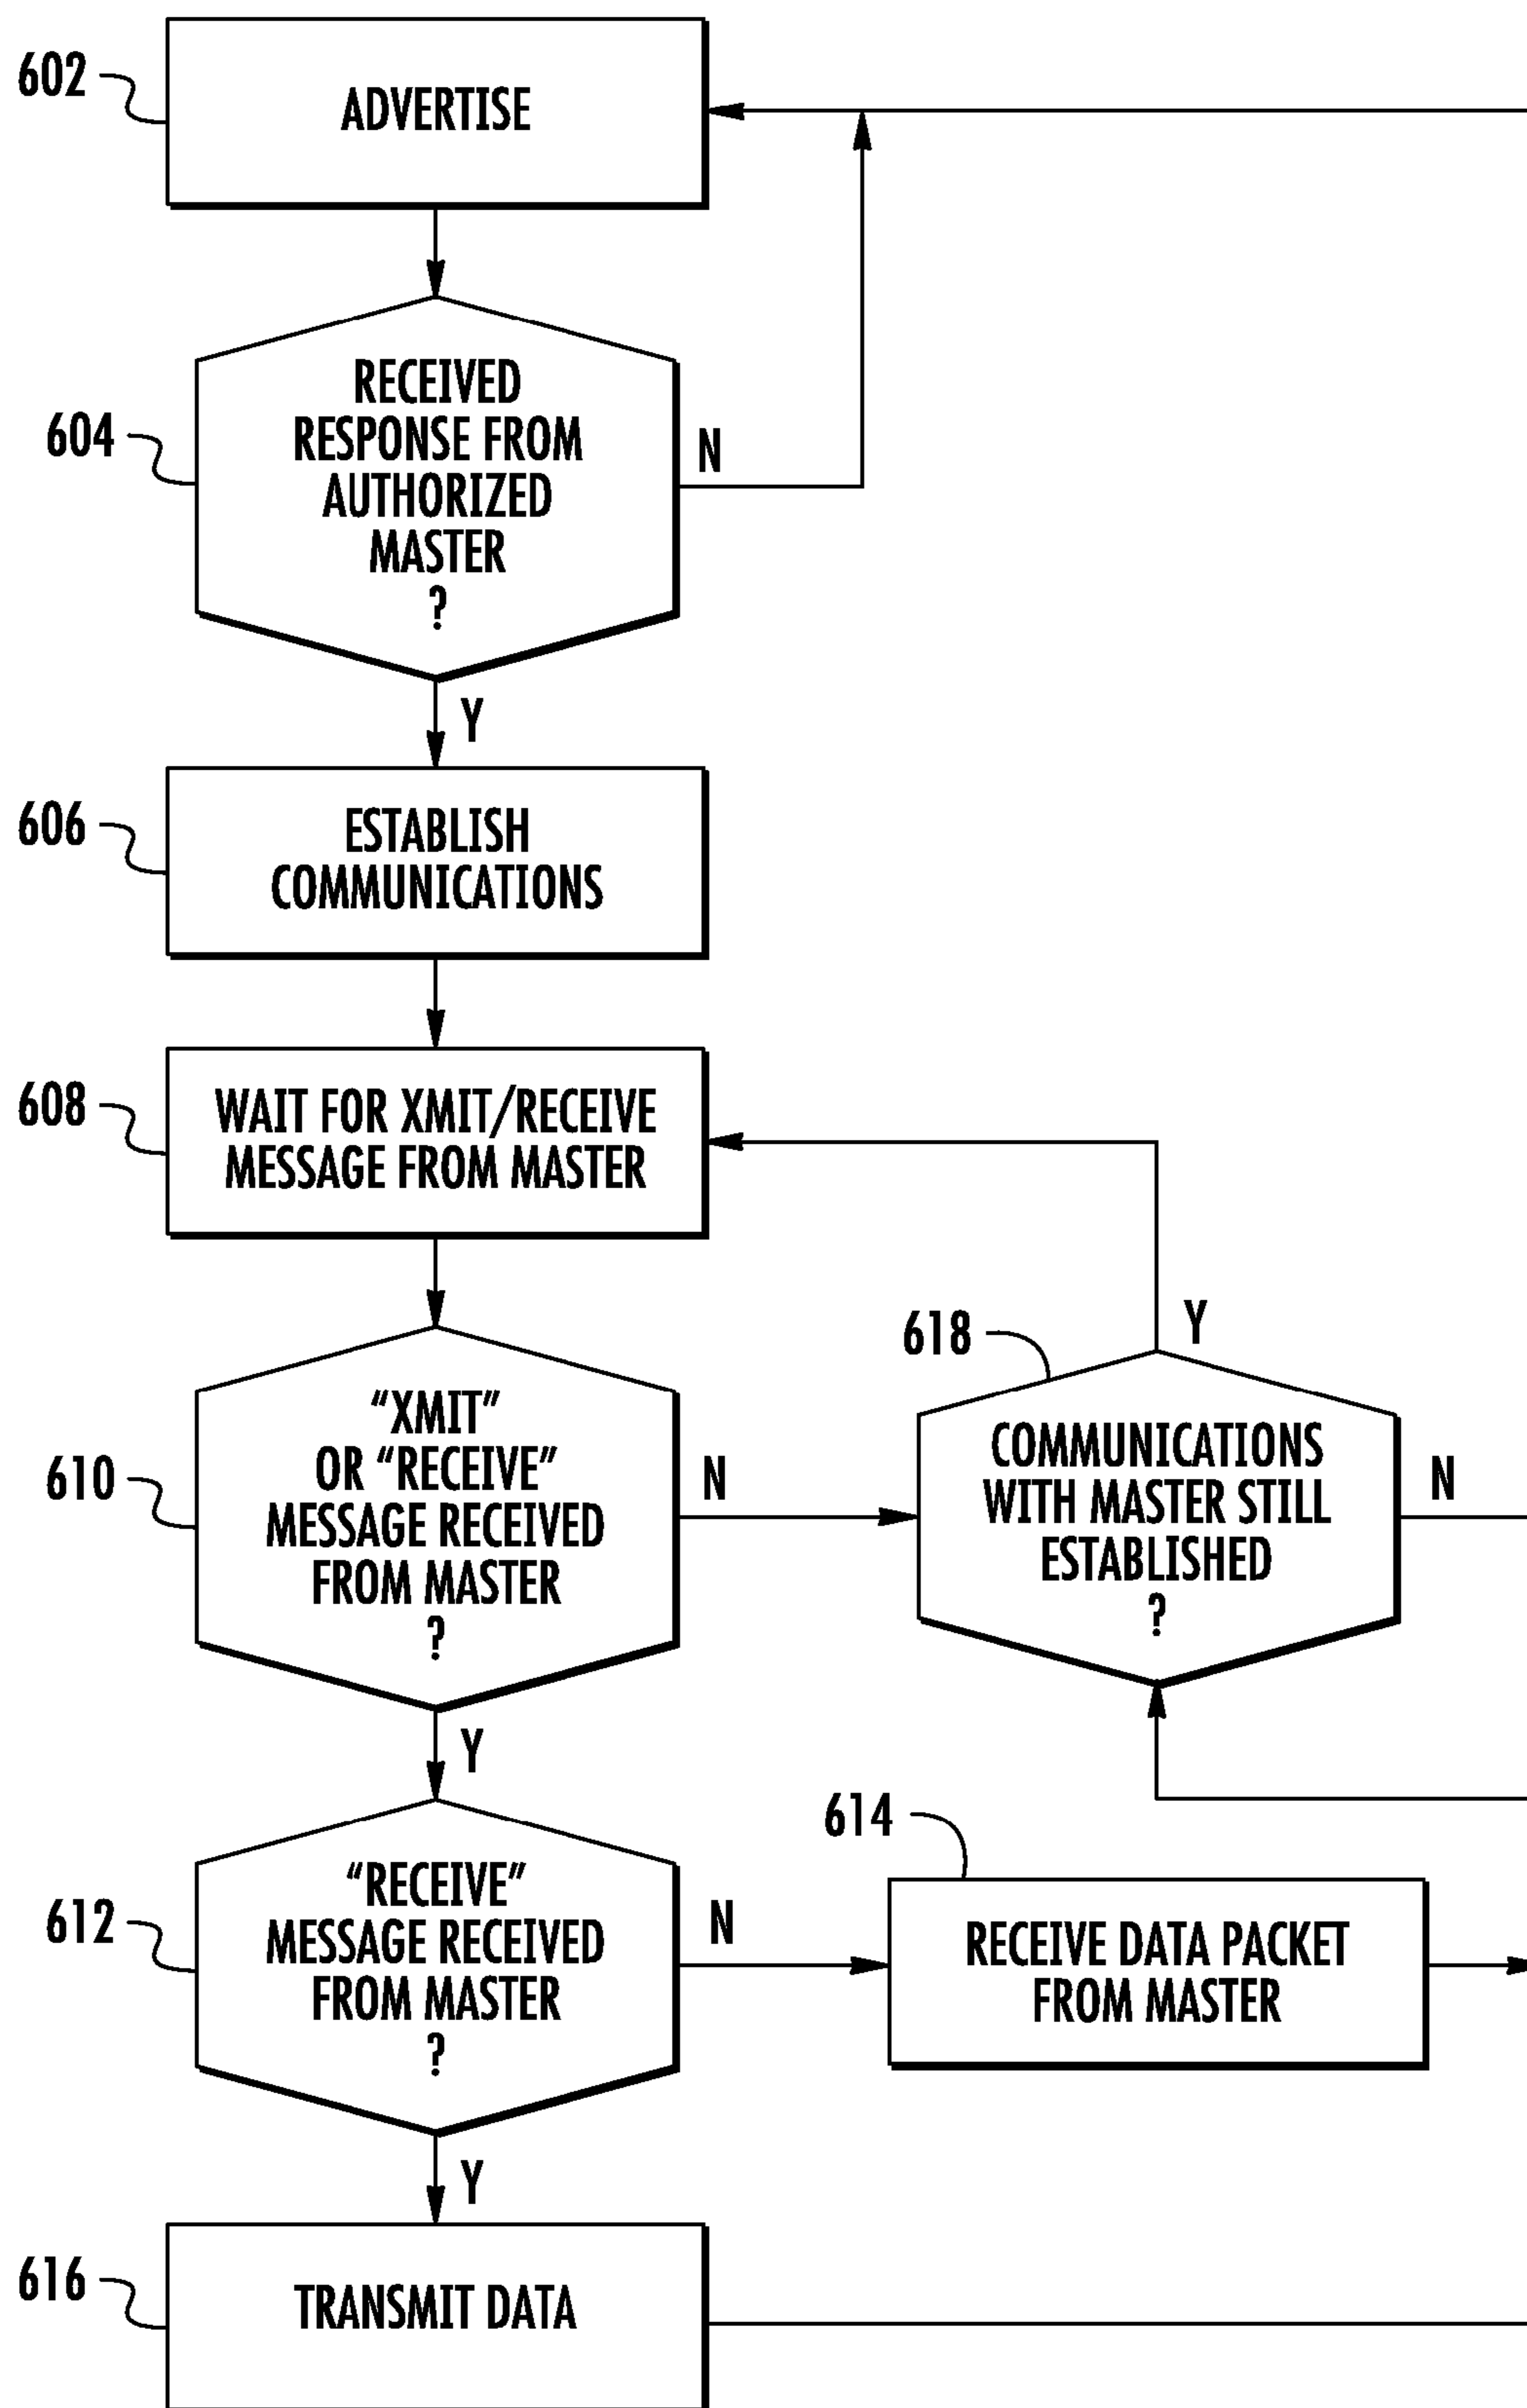 602
ADVERTISE
604
RECEIVED
RESPONSE FROM
AUTHORIZED
MASTER
?
N
Y
606
ESTABLISH
COMMUNICATIONS
608
WAIT FOR XMIT/RECEIVE
MESSAGE FROM MASTER
610
“XMIT”
OR “RECEIVE”
MESSAGE RECEIVED
FROM MASTER
?
N
Y
618
Y
COMMUNICATIONS
WITH MASTER STILL
ESTABLISHED
?
N
612
“RECEIVE”
MESSAGE RECEIVED
FROM MASTER
?
N
Y
614
RECEIVE DATA PACKET
FROM MASTER
616
TRANSMIT DATA